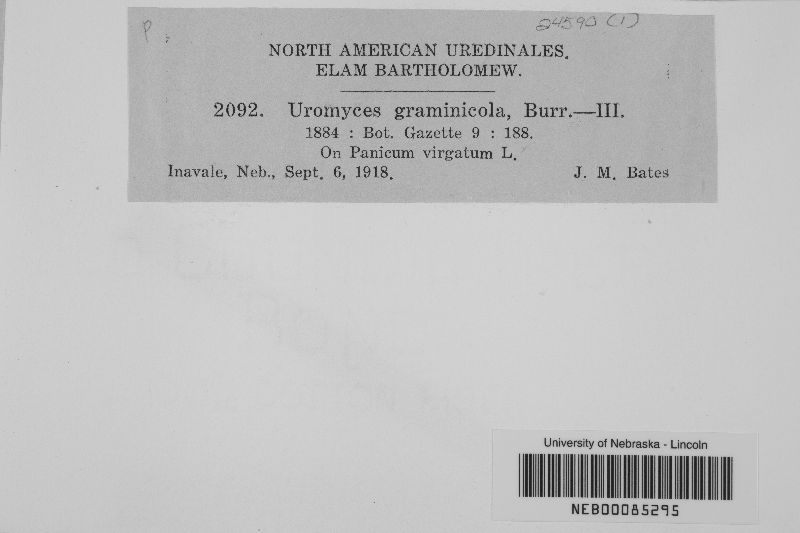 P
24590 (1)
NORTH AMERICAN UREDINALES.
ELAM BARTHOLOMEW.
2092. Uromyces graminicola, Burr.—III.
1884 : Bot. Gazette 9 : 188.
On Panicum virgatum L.
Inavale, Neb., Sept. 6, 1918. J. M. Bates
University of Nebraska - Lincoln
NEB00085295